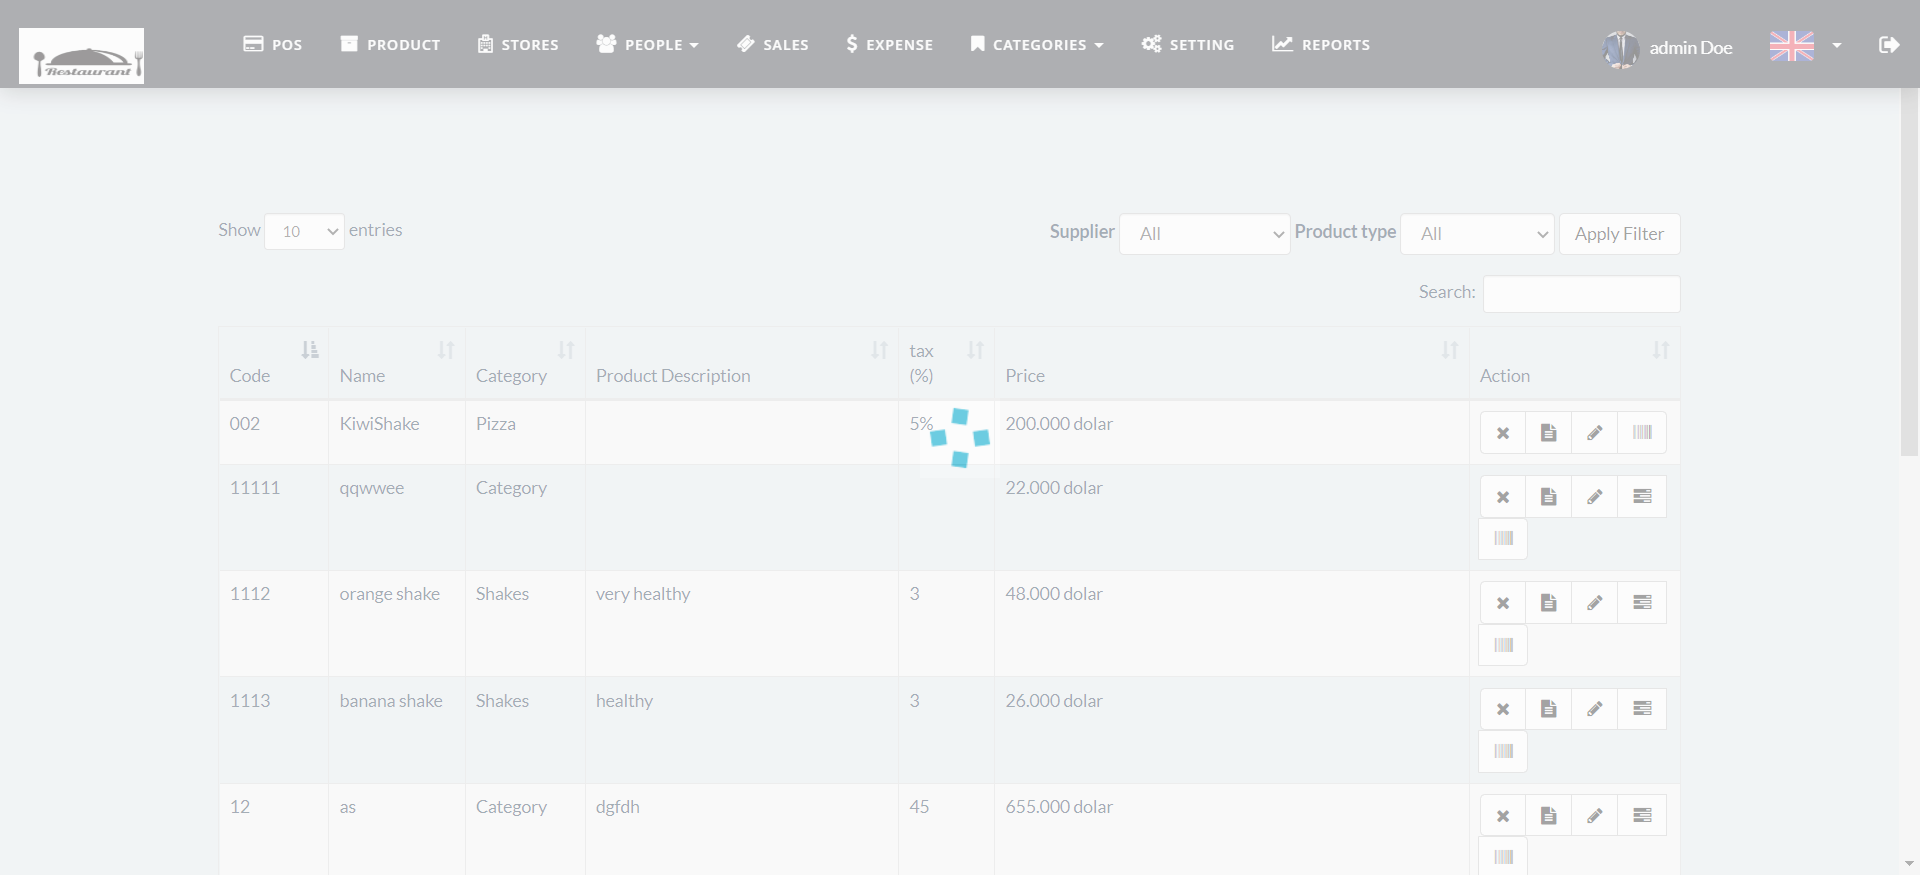 Restaurant
POS PRODUCT STORES PEOPLE SALES EXPENSE CATEGORIES SETTING REPORTS admin Doe
Show 10 entries
Supplier All Product type All Apply Filter
Search:
Code Name Category Product Description tax (%) Price Action
002 KiwiShake Pizza 5% 200.000 dolar
11111 qqwwee Category 22.000 dolar
1112 orange shake Shakes very healthy 3 48.000 dolar
1113 banana shake Shakes healthy 3 26.000 dolar
12 as Category dgfdh 45 655.000 dolar